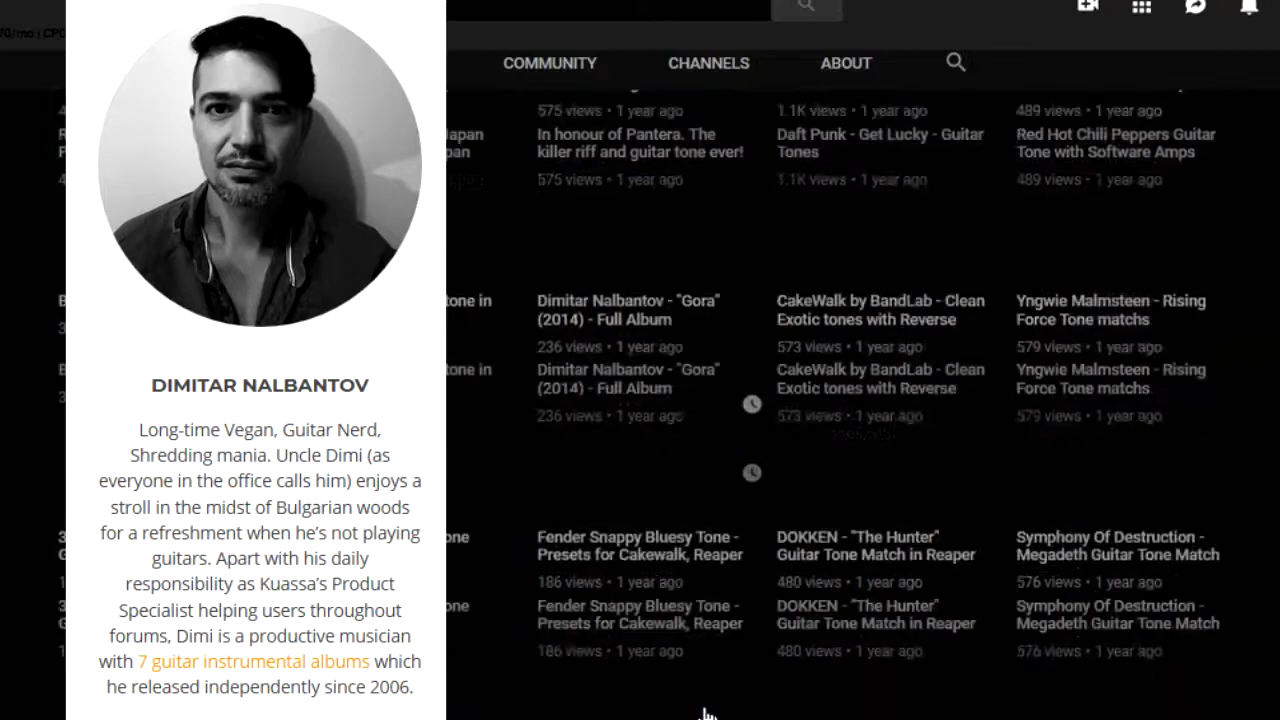 DIMITAR NALBANTOV
Long-time Vegan, Guitar Nerd,
Shredding mania. Uncle Dimi (as
everyone in the office calls him) enjoys a
stroll in the midst of Bulgarian woods
for a refreshment when he’s not playing
guitars. Apart with his daily
responsibility as Kuassa’s Product
Specialist helping users throughout
forums, Dimi is a productive musician
with 7 guitar instrumental albums which
he released independently since 2006.
COMMUNITY CHANNELS ABOUT
575 views • 1 year ago
1.1K views • 1 year ago
489 views • 1 year ago
In honour of Pantera. The
killer riff and guitar tone ever!
575 views • 1 year ago
Daft Punk - Get Lucky - Guitar
Tones
1.1K views • 1 year ago
Red Hot Chili Peppers Guitar
Tone with Software Amps
489 views • 1 year ago
tone in
Dimitar Nalbantov - "Gora"
(2014) - Full Album
236 views • 1 year ago
CakeWalk by BandLab - Clean
Exotic tones with Reverse
573 views • 1 year ago
Yngwie Malmsteen - Rising
Force Tone matchs
579 views • 1 year ago
tone in
Dimitar Nalbantov - "Gora"
(2014) - Full Album
236 views • 1 year ago
CakeWalk by BandLab - Clean
Exotic tones with Reverse
573 views • 1 year ago
Yngwie Malmsteen - Rising
Force Tone matchs
579 views • 1 year ago
Fender Snappy Bluesy Tone -
Presets for Cakewalk, Reaper
186 views • 1 year ago
DOKKEN - "The Hunter"
Guitar Tone Match in Reaper
480 views • 1 year ago
Symphony Of Destruction -
Megadeth Guitar Tone Match
576 views • 1 year ago
Fender Snappy Bluesy Tone -
Presets for Cakewalk, Reaper
186 views • 1 year ago
DOKKEN - "The Hunter"
Guitar Tone Match in Reaper
480 views • 1 year ago
Symphony Of Destruction -
Megadeth Guitar Tone Match
576 views • 1 year ago